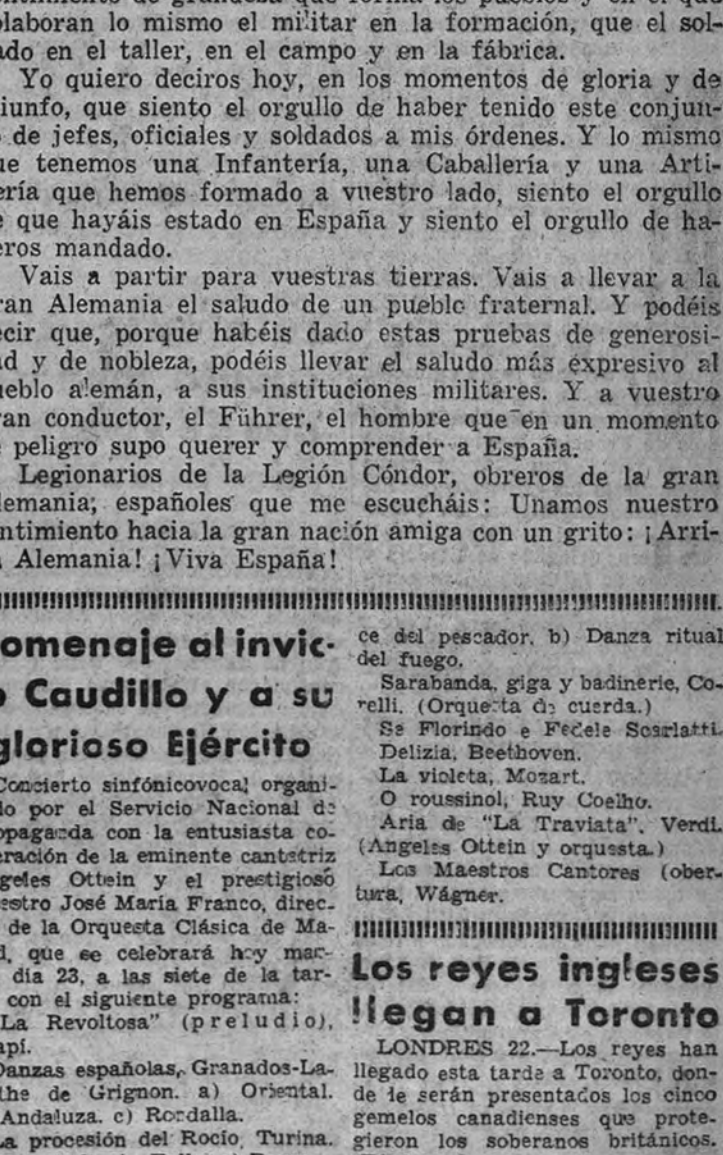 ntimiento de grandeza que forma los pueblos y en el que
olaboran lo mismo el militar en la formación, que el sol-
ado en el taller, en el campo y en la fábrica.
Yo quiero deciros hoy, en los momentos de gloria y de
iunfo, que siento el orgullo de haber tenido este conjun-
de jefes, oficiales y soldados a mis órdenes. Y lo mismo
ue tenemos una Infantería, una Caballería y una Arti-
ería que hemos formado a vuestro lado, siento el orgullo
e que hayáis estado en España y siento el orgullo de ha-
eros mandado.
Vais a partir para vuestras tierras. Vais a llevar a la
ran Alemania el saludo de un pueblo fraternal. Y podéis
ecir que, porque habéis dado estas pruebas de generosi-
ad y de nobleza, podéis llevar el saludo más expresivo al
ueblo alemán, a sus instituciones militares. Y a vuestro
ran conductor, el Führer, el hombre que en un momento
e peligro supo querer y comprender a España.
Legionarios de la Legión Cóndor, obreros de la gran
lemania; españoles que me escucháis: Unamos nuestro
entimiento hacia la gran nación amiga con un grito: ¡Arri-
a Alemania! ¡Viva España!
omenaje al invic-
o Caudillo y a su
glorioso Ejército
Concierto sinfónicovocal organi-
do por el Servicio Nacional de
opaganda con la entusiasta co-
eración de la eminente cantatriz
geles Ottein y el prestigioso
estro José María Franco, direc-
de la Orquesta Clásica de Ma-
d, que se celebrará hoy mar-
día 23, a las siete de la tar-
con el siguiente programa:
"La Revoltosa" (preludio),
apí.
Danzas españolas, Granados-La-
the de Grignon. a) Oriental.
Andaluza. c) Rondalla.
La procesión del Rocío, Turina.
ce del pescador. b) Danza ritual
del fuego.
Sarabanda, giga y badinerie, Co-
relli. (Orquesta de cuerda.)
Se Florindo e Fedele Scarlatti.
Delizia, Beethoven.
La violeta, Mozart.
O roussinol, Ruy Coelho.
Aria de "La Traviata", Verdi.
(Angeles Ottein y orquesta.)
Los Maestros Cantores (ober-
tura, Wágner.
Los reyes ingleses
llegan a Toronto
LONDRES 22.—Los reyes han
llegado esta tarde a Toronto, don-
de le serán presentados los cinco
gemelos canadienses que prote-
gieron los soberanos británicos.